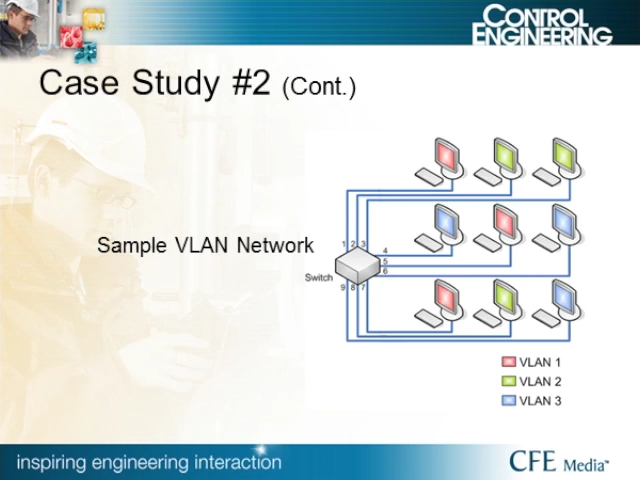 CONTROL
ENGINEERING
Case Study #2 (Cont.)
Sample VLAN Network
1 2 3
4
5
6
Switch
9 8 7
VLAN 1
VLAN 2
VLAN 3
inspiring engineering interaction
CFE Media™